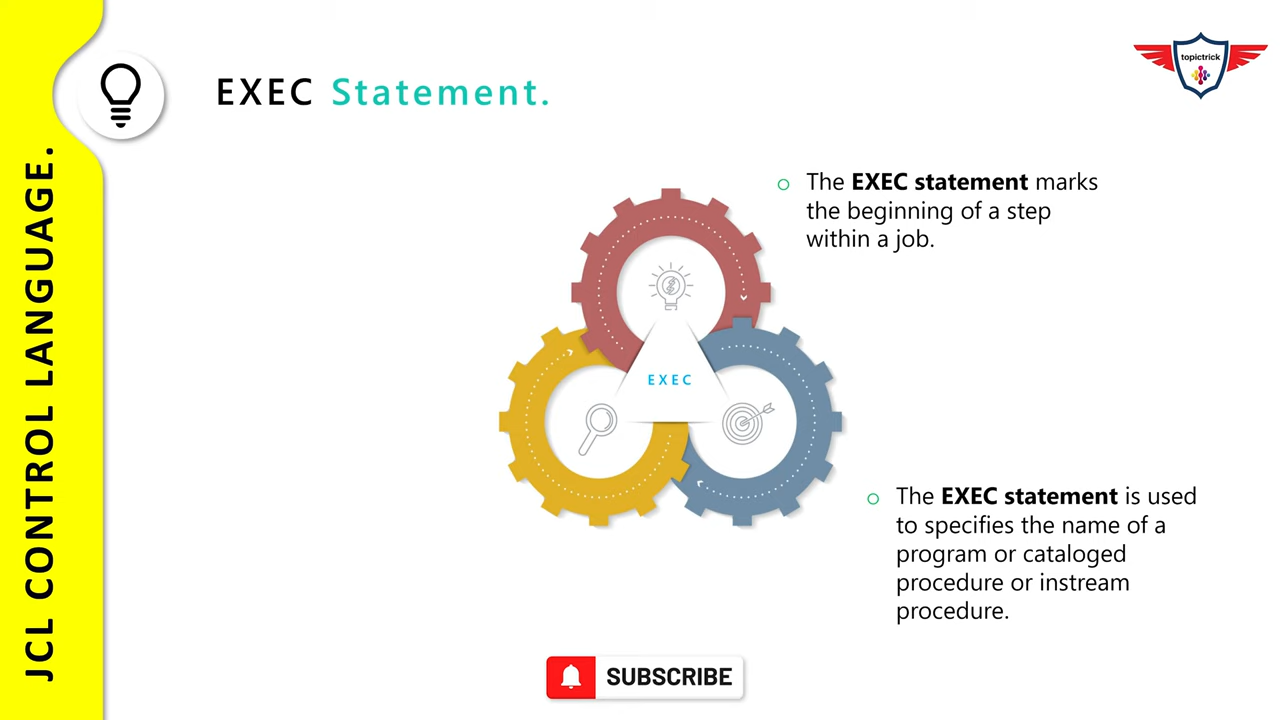 JCL CONTROL LANGUAGE.
EXEC Statement.
topictrick
The EXEC statement marks
the beginning of a step
within a job.
EXEC
The EXEC statement is used
to specifies the name of a
program or cataloged
procedure or instream
procedure.
SUBSCRIBE